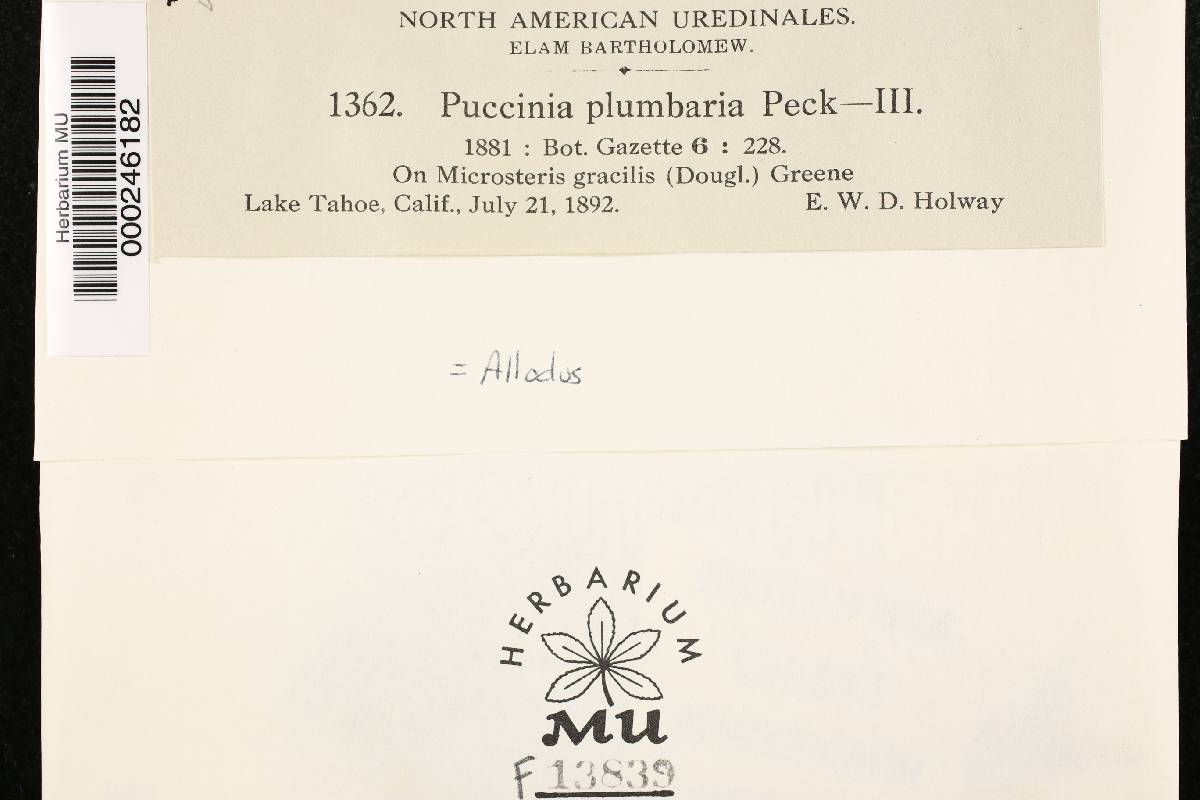 NORTH AMERICAN UREDINALES.
ELAM BARTHOLOMEW.
1362. Puccinia plumbaria Peck—III.
1881 : Bot. Gazette 6 : 228.
On Microsteris gracilis (Dougl.) Greene
Lake Tahoe, Calif., July 21, 1892. E. W. D. Holway
Herbarium MU
000246182
= Allodus
HERBARIUM
MU
F 13839